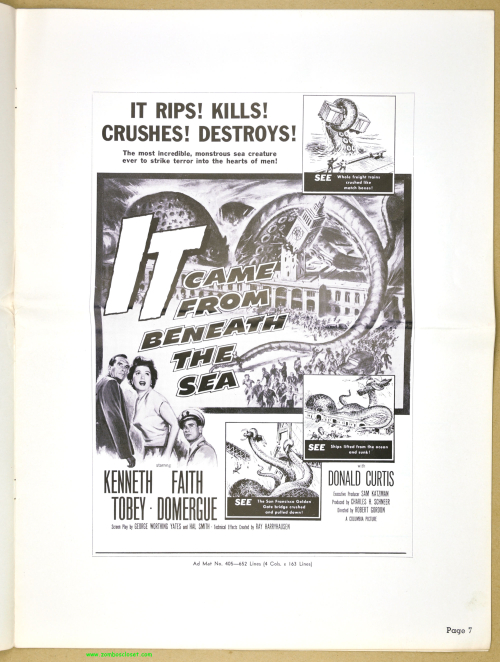 IT RIPS! KILLS!
CRUSHES! DESTROYS!
The most incredible, monstrous sea creature
ever to strike terror into the hearts of men!
SEE Whole freight trains
crushed like
match boxes!
IT
CAME
FROM
BENEATH
THE
SEA
SEE Ships lifted from the ocean
and sunk!
SEE The San Francisco Golden
Gate bridge crushed
and pulled down!
starring
KENNETH FAITH
TOBEY · DOMERGUE
with
DONALD CURTIS
Executive Producer SAM KATZMAN
Produced by CHARLES H. SCHNEER
Directed by ROBERT GORDON
A COLUMBIA PICTURE
Screen Play by GEORGE WORTHING YATES and HAL SMITH · Technical Effects Created by RAY HARRYHAUSEN
Ad Mat No. 405—652 Lines (4 Cols. x 163 Lines)
Page 7